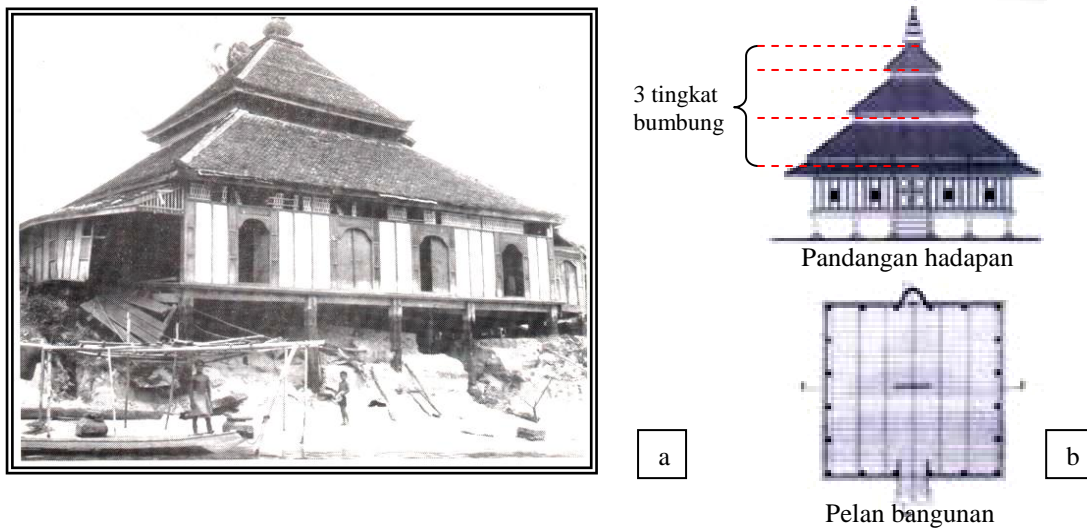 3 tingkat
bumbung
Pandangan hadapan
a
b
Pelan bangunan